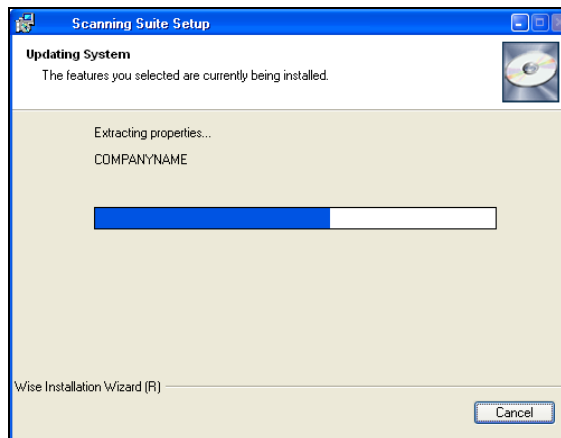 Scanning Suite Setup
Updating System
The features you selected are currently being installed.
Extracting properties...
COMPANYNAME
Wise Installation Wizard (R)
Cancel